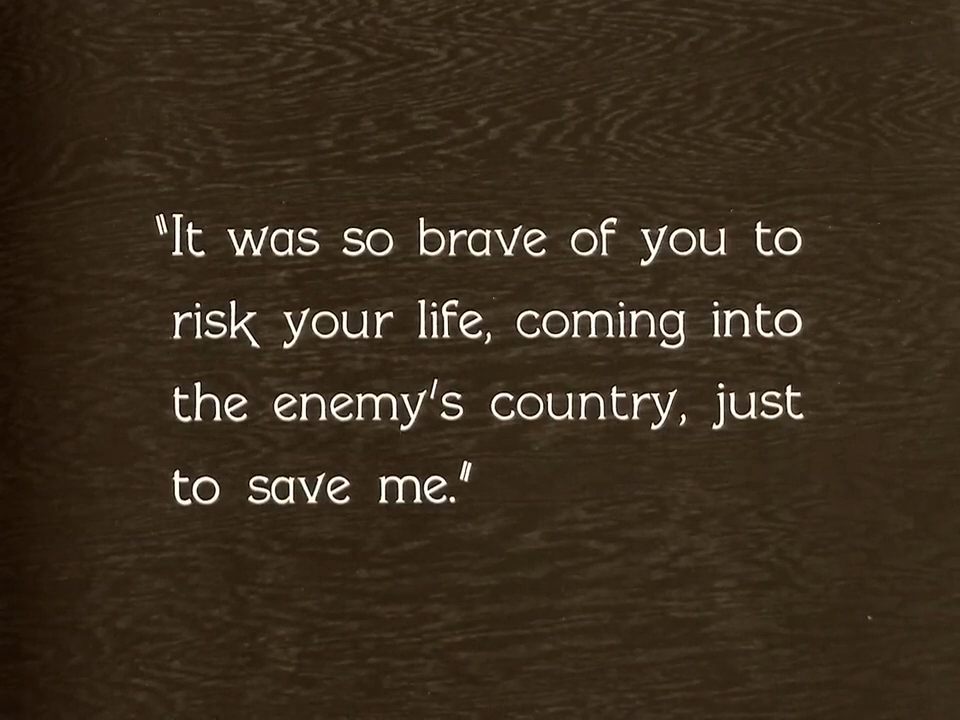 "It was so brave of you to
risk your life, coming into
the enemy's country, just
to save me."